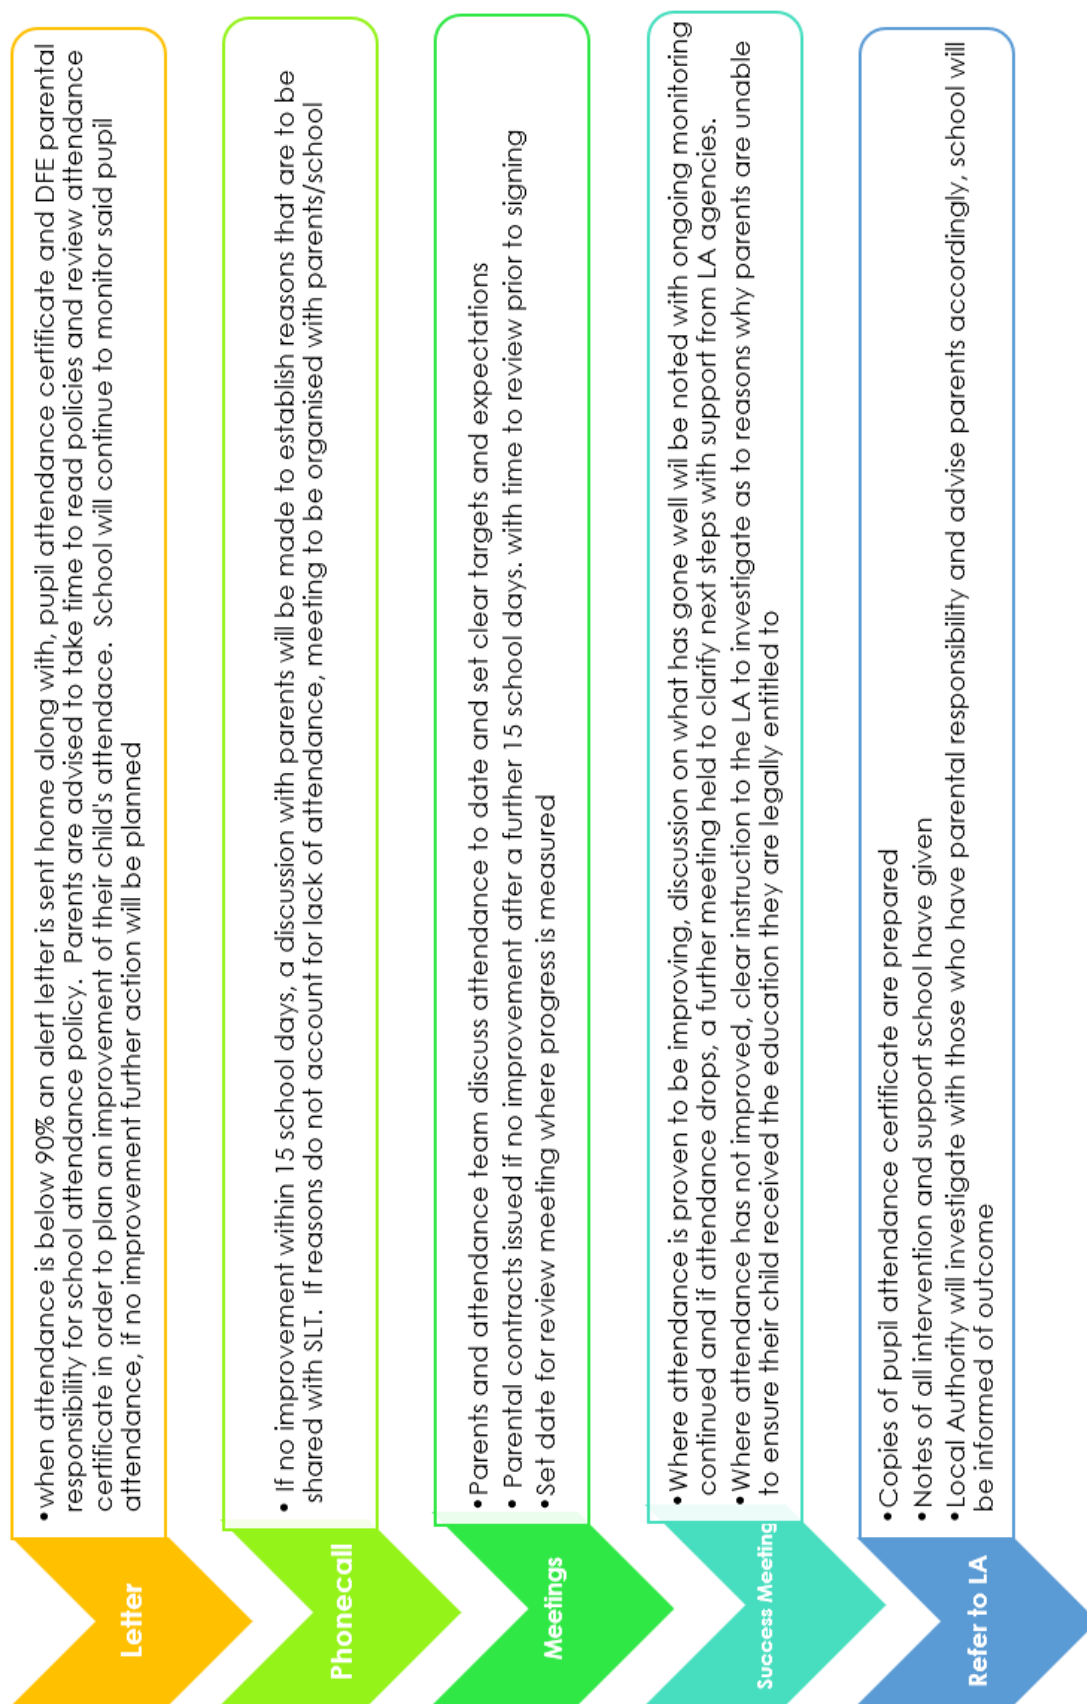 Letter
• when attendance is below 90% an alert letter is sent home along with, pupil attendance certificate and DFE parental
responsibility for school attendance policy.  Parents are advised to take time to read policies and review attendance
certificate in order to plan an improvement of their child's attendace.  School will continue to monitor said pupil
attendance, if no improvement further action will be planned
Phonecall
• If no improvement within 15 school days, a discussion with parents will be made to establish reasons that are to be
shared with SLT.  If reasons do not account for lack of attendance, meeting to be organised with parents/school
Meetings
• Parents and attendance team discuss attendance to date and set clear targets and expectations
• Parental contracts issued if no improvement after a further 15 school days. with time to review prior to signing
• Set date for review meeting where progress is measured
Success Meeting
• Where attendance is proven to be improving, discussion on what has gone well wil be noted with ongoing monitoring
continued and if attendance drops, a further meeting held to clarify next steps with support from LA agencies.
• Where attendance has not improved, clear instruction to the LA to investigate as to reasons why parents are unable
to ensure their child received the education they are legally entitled to
Refer to LA
• Copies of pupil attendance certificate are prepared
• Notes of all intervention and support school have given
• Local Authority will investigate with those who have parental responsibility and advise parents accordingly, school will
be informed of outcome